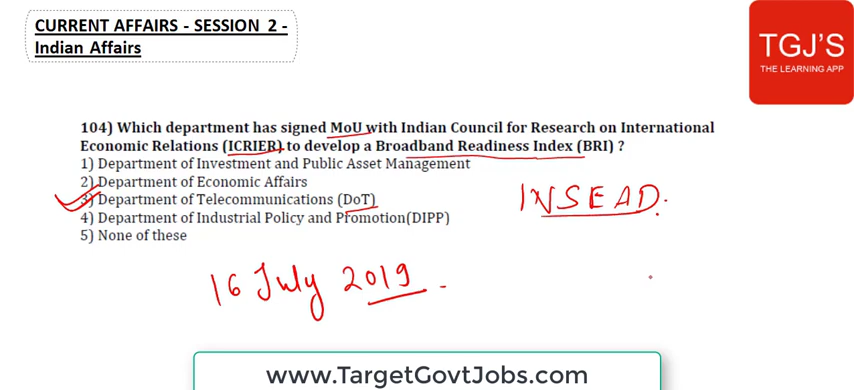 CURRENT AFFAIRS - SESSION 2 -
Indian Affairs
TGJ'S
THE LEARNING APP
104) Which department has signed MoU with Indian Council for Research on International
Economic Relations (ICRIER) to develop a Broadband Readiness Index (BRI) ?
1) Department of Investment and Public Asset Management
2) Department of Economic Affairs
3) Department of Telecommunications (DoT)
4) Department of Industrial Policy and Promotion(DIPP)
5) None of these
INSEAD.
16 July 2019.
www.TargetGovtJobs.com